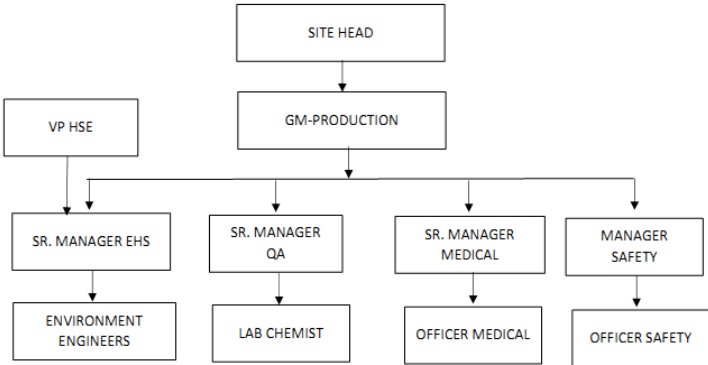 SITE HEAD
VP HSE
GM-PRODUCTION
SR. MANAGER EHS
SR. MANAGER
QA
SR. MANAGER
MEDICAL
MANAGER
SAFETY
ENVIRONMENT
ENGINEERS
LAB CHEMIST
OFFICER MEDICAL
OFFICER SAFETY